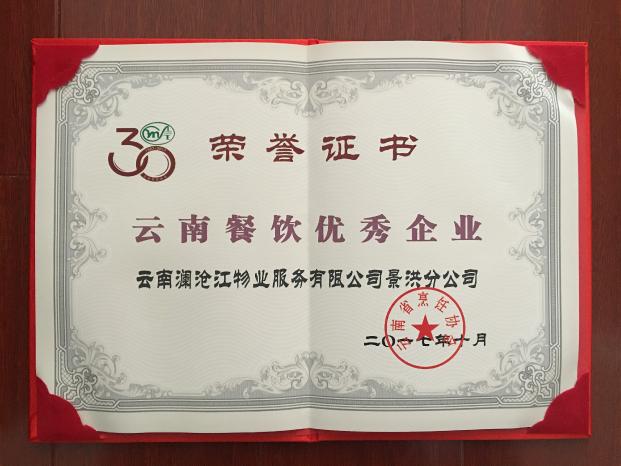 30
荣誉证书
云南餐饮优秀企业
云南澜沧江物业服务有限公司景洪分公司
云南省烹饪协会
二〇一七年十月